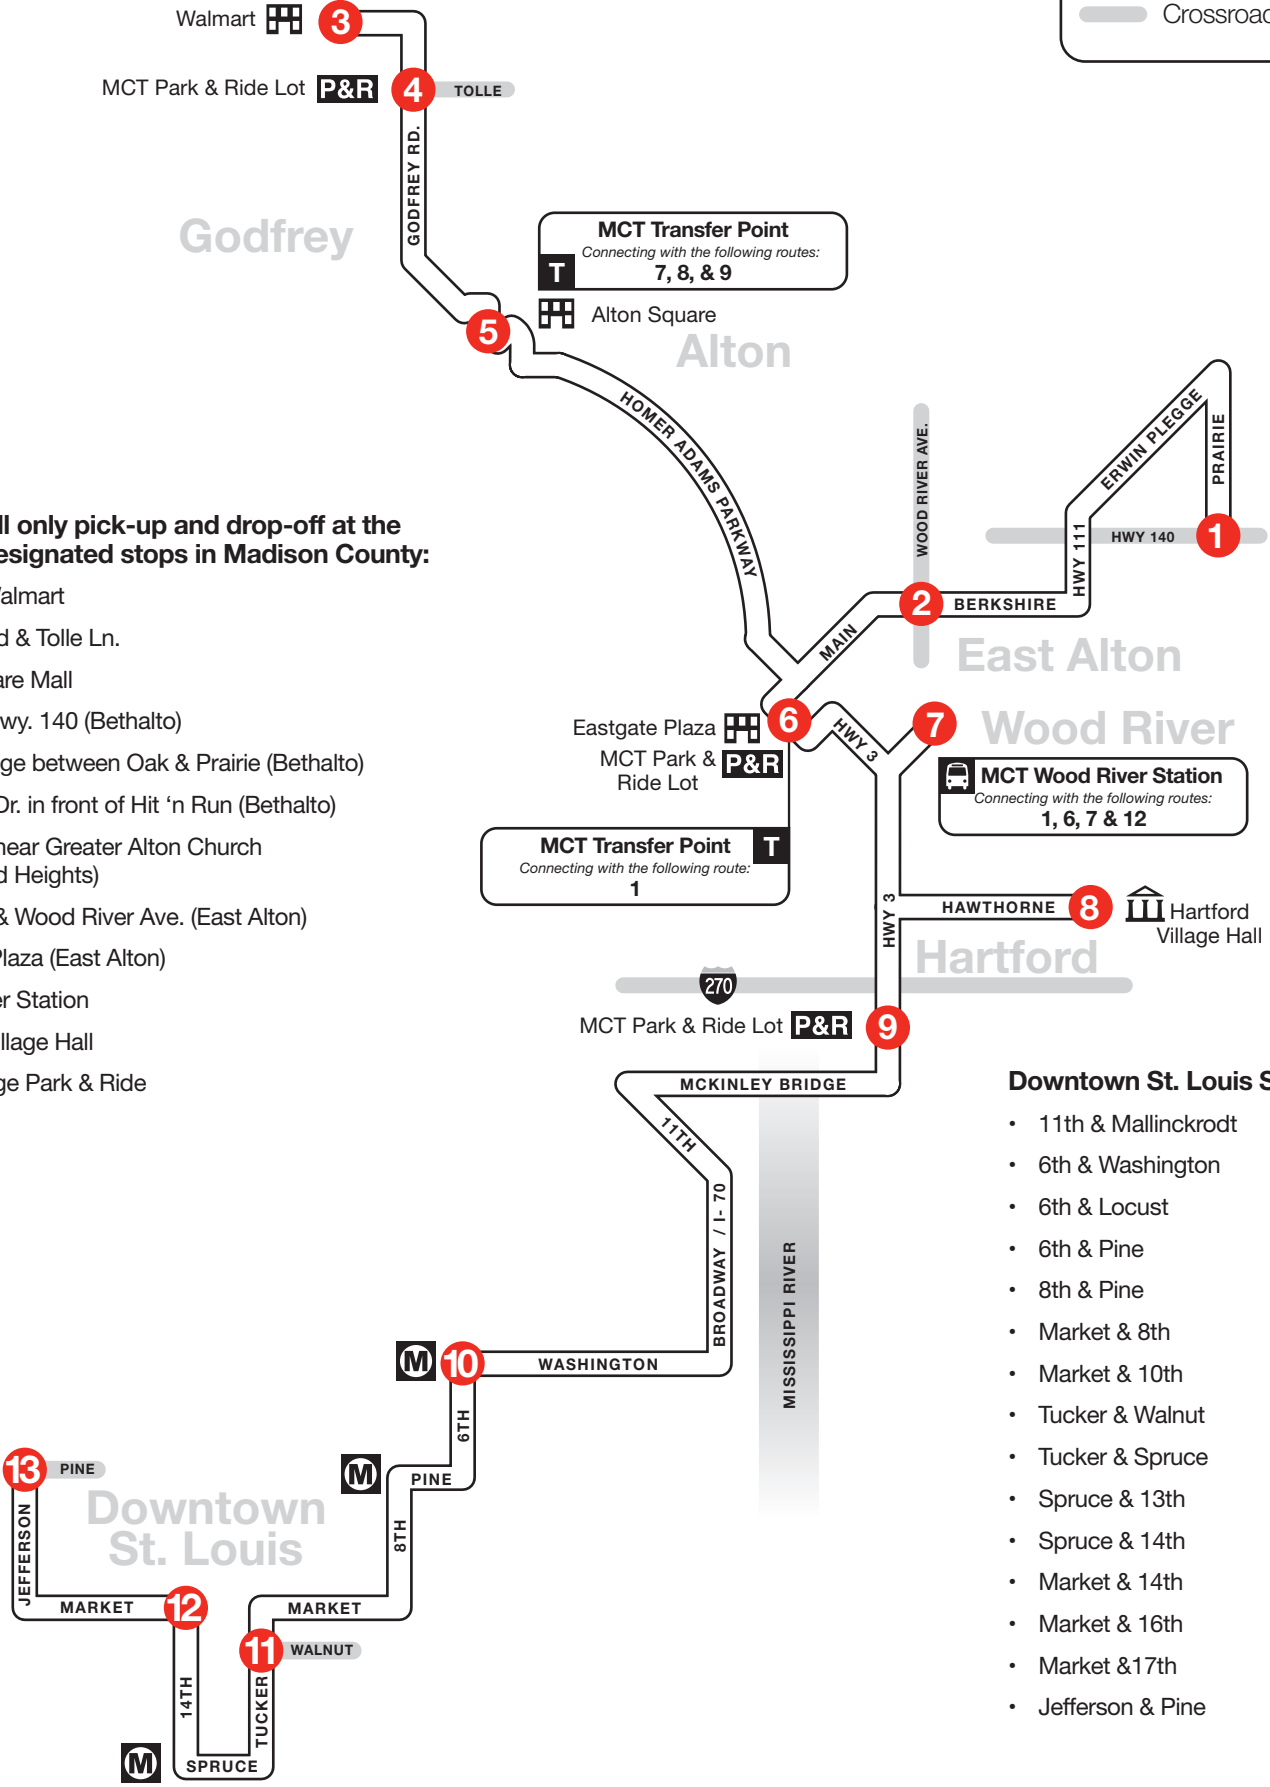 Crossroad
Walmart
3
MCT Park & Ride Lot P&R
4
TOLLE
GODFREY RD.
Godfrey
MCT Transfer Point
Connecting with the following routes:
T
7, 8, & 9
5
Alton Square
Alton
HOMER ADAMS PARKWAY
WOOD RIVER AVE.
ERWIN PLEGGE
PRAIRIE
HWY 111
HWY 140
1
2
BERKSHIRE
MAIN
East Alton
ll only pick-up and drop-off at the
esignated stops in Madison County:
Walmart
d & Tolle Ln.
are Mall
wy. 140 (Bethalto)
ge between Oak & Prairie (Bethalto)
Dr. in front of Hit ‘n Run (Bethalto)
near Greater Alton Church
d Heights)
& Wood River Ave. (East Alton)
Plaza (East Alton)
er Station
illage Hall
ge Park & Ride
Eastgate Plaza
6
MCT Park &
Ride Lot
P&R
HWY 3
7
Wood River
MCT Wood River Station
Connecting with the following routes:
1, 6, 7 & 12
MCT Transfer Point
T
Connecting with the following route:
1
HWY 3
HAWTHORNE
8
Hartford
Village Hall
Hartford
270
MCT Park & Ride Lot P&R
9
MCKINLEY BRIDGE
11TH
BROADWAY / I- 70
MISSISSIPPI RIVER
M
10
WASHINGTON
6TH
M
PINE
8TH
13
PINE
Downtown
St. Louis
JEFFERSON
MARKET
12
MARKET
11
WALNUT
14TH
TUCKER
M
SPRUCE
Downtown St. Louis S
• 11th & Mallinckrodt
• 6th & Washington
• 6th & Locust
• 6th & Pine
• 8th & Pine
• Market & 8th
• Market & 10th
• Tucker & Walnut
• Tucker & Spruce
• Spruce & 13th
• Spruce & 14th
• Market & 14th
• Market & 16th
• Market &17th
• Jefferson & Pine